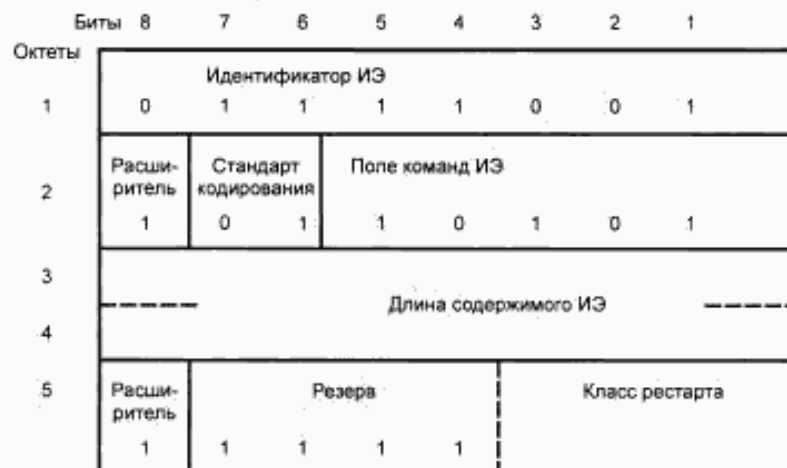 Биты 8 7 6 5 4 3 2 1
Октеты
Идентификатор ИЭ
1 0 1 1 1 1 0 0 1
Расши- Стандарт Поле команд ИЭ
ритель кодирования
2
1 0 1 1 0 1 0 1
3
Длина содержимого ИЭ
4
5 Расши- Резерв Класс рестарта
ритель
1 1 1 1 1